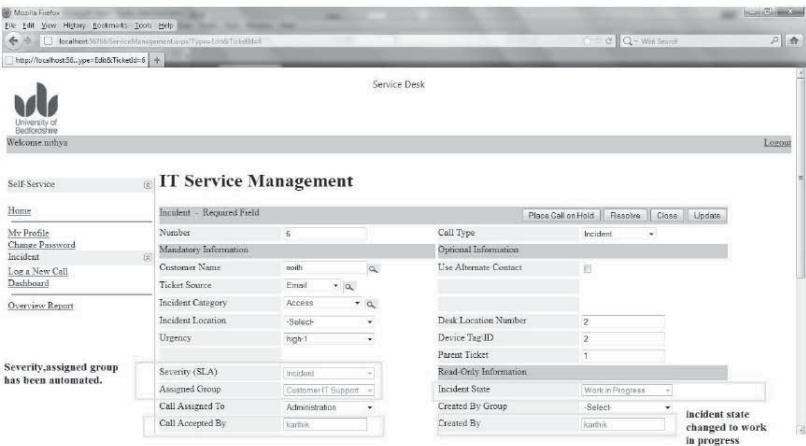 Mozilla Firefox
File Edit View History Bookmarks Tools Help
Web Search
http://localhost:56...ype=Edit&TicketId=6 +
Service Desk
University of
Bedfordshire
Welcome nithya
Logout
Self-Service
IT Service Management
Home
My Profile
Change Password
Incident
Log a New Call
Dashboard
Overview Report
Incident - Required Field
Place Call on Hold Resolve Close Update
Number 6 Call Type Incident
Mandatory Information Optional Information
Customer Name Use Alternate Contact
Ticket Source Email
Incident Category Access
Incident Location -Select- Desk Location Number 2
Urgency high-1 Device Tag\ID 2
Parent Ticket 1
Severity (SLA) Incident Read-Only Information
Assigned Group Customer IT Support Incident State Work in Progress
Call Assigned To Administration Created By Group -Select-
Call Accepted By karthik Created By karthik
Severity,assigned group
has been automated.
incident state
changed to work
in progress